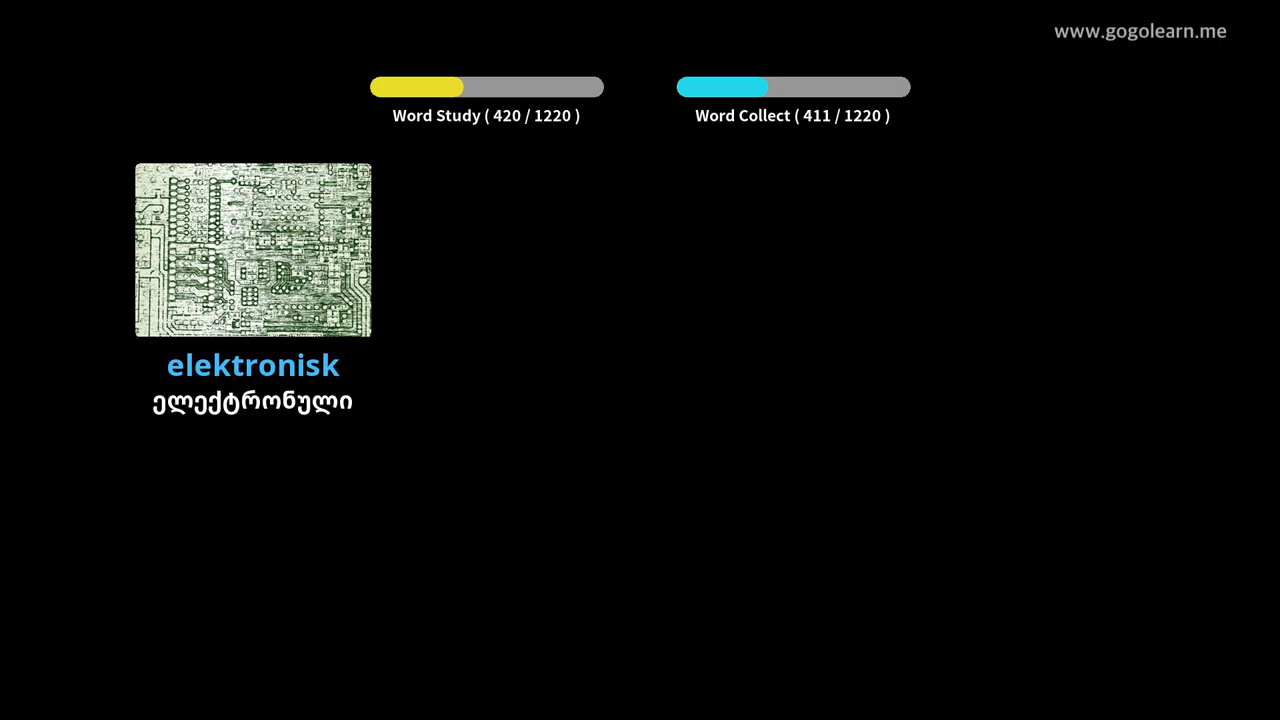 www.gogolearn.me
Word Study ( 420 / 1220 )
Word Collect ( 411 / 1220 )
elektronisk
ელექტრონული